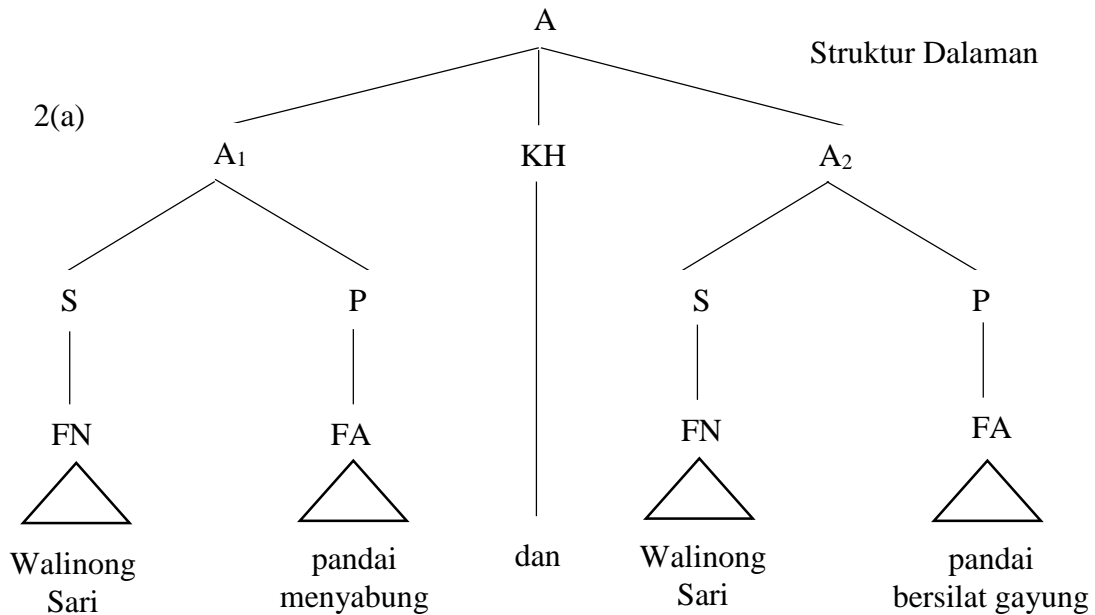 A
Struktur Dalaman
2(a)
A₁ KH A₂
S P S P
FN FA FN FA
Walinong pandai dan Walinong pandai
Sari menyabung Sari bersilat gayung